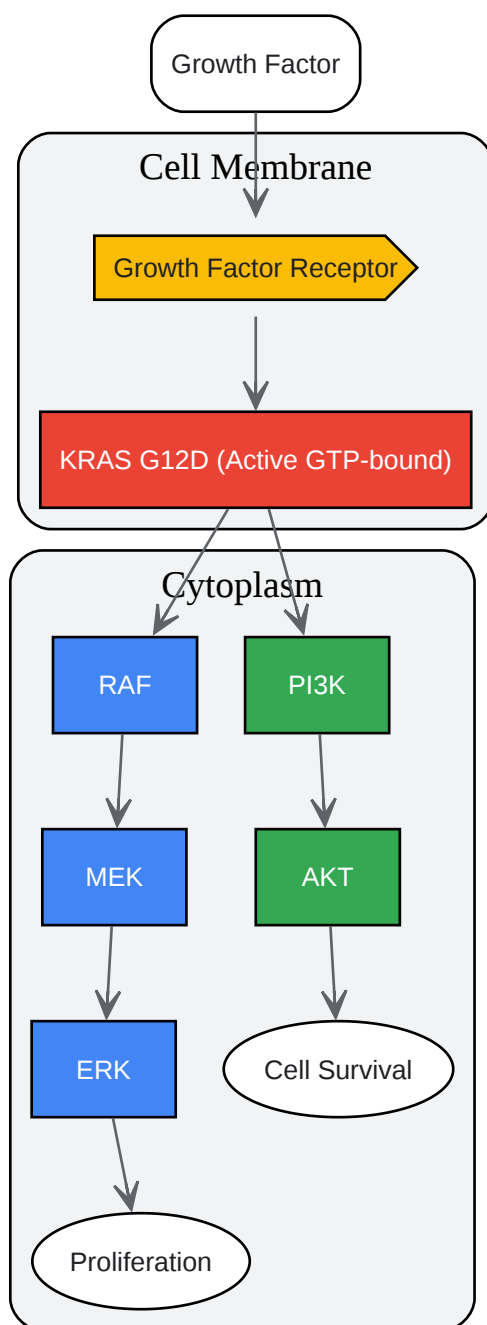 Growth Factor
Cell Membrane
Growth Factor Receptor
KRAS G12D (Active GTP-bound)
Cytoplasm
RAF
PI3K
MEK
AKT
ERK
Cell Survival
Proliferation